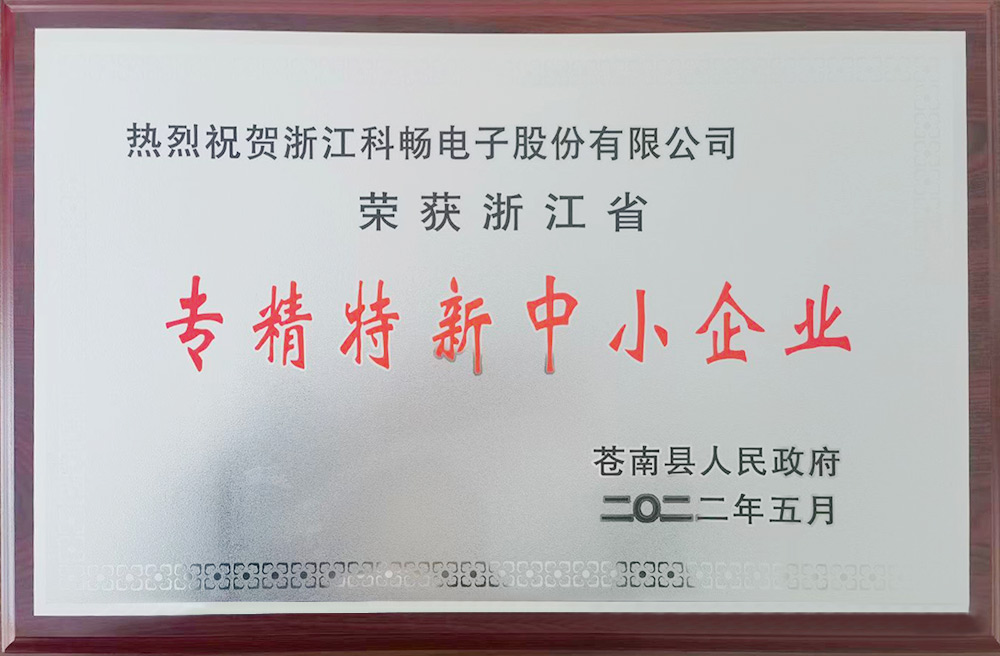 热烈祝贺浙江科畅电子股份有限公司
荣获浙江省
专精特新中小企业
苍南县人民政府
二〇二二年五月